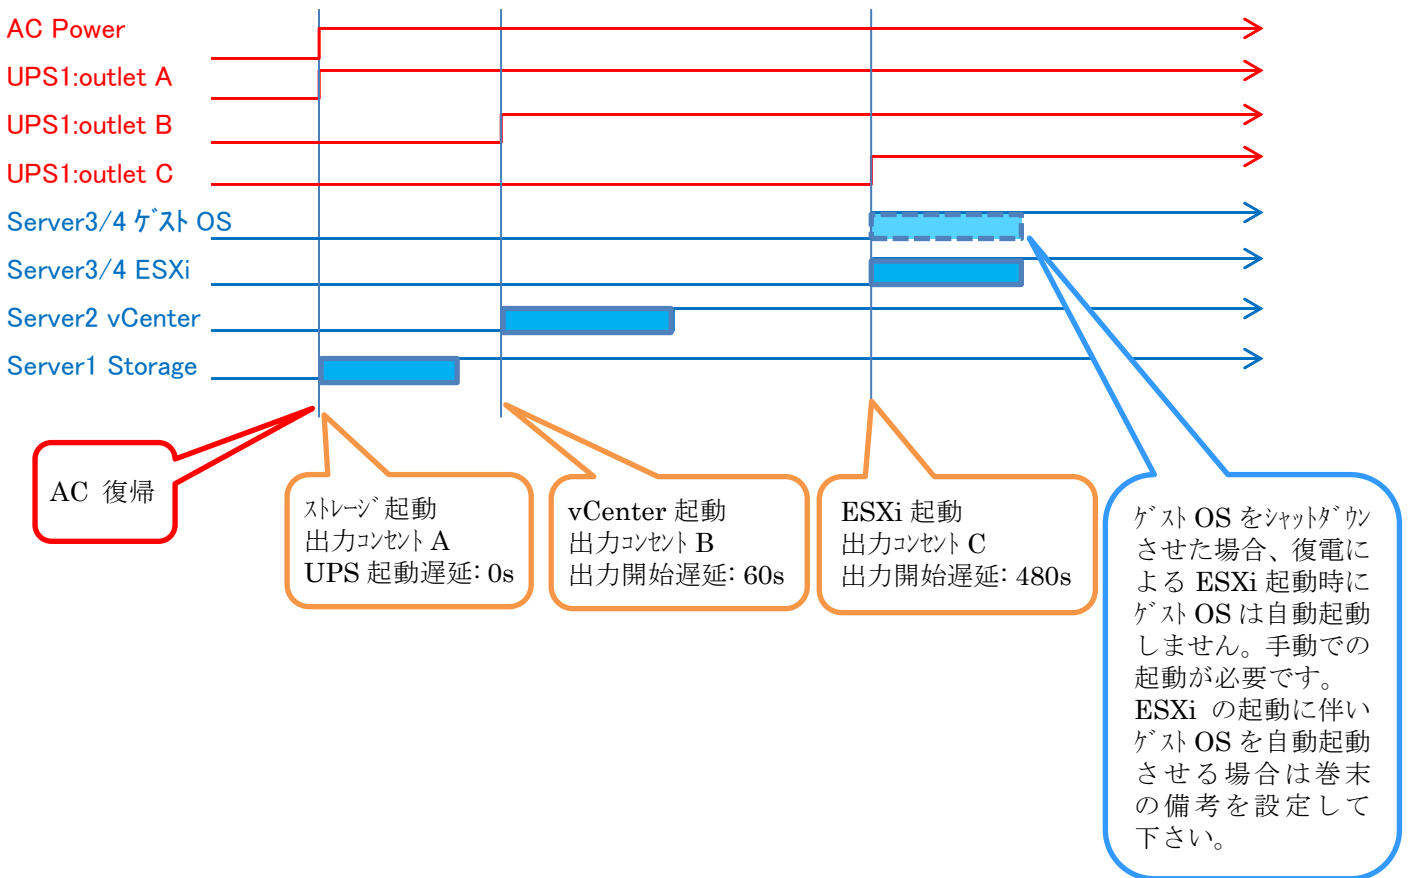 AC Power
UPS1:outlet A
UPS1:outlet B
UPS1:outlet C
Server3/4 ｹﾞｽﾄ OS
Server3/4 ESXi
Server2 vCenter
Server1 Storage
AC 復帰
ｽﾄﾚｰｼﾞ起動
出力ｺﾝｾﾝﾄ A
UPS 起動遅延: 0s
vCenter 起動
出力ｺﾝｾﾝﾄ B
出力開始遅延: 60s
ESXi 起動
出力ｺﾝｾﾝﾄ C
出力開始遅延: 480s
ｹﾞｽﾄ OS をｼｬｯﾄﾀﾞｳﾝ
させた場合、復電に
よる ESXi 起動時に
ｹﾞｽﾄ OS は自動起動
しません。手動での
起動が必要です。
ESXi の起動に伴い
ｹﾞｽﾄ OS を自動起動
させる場合は巻末
の備考を設定して
下さい。